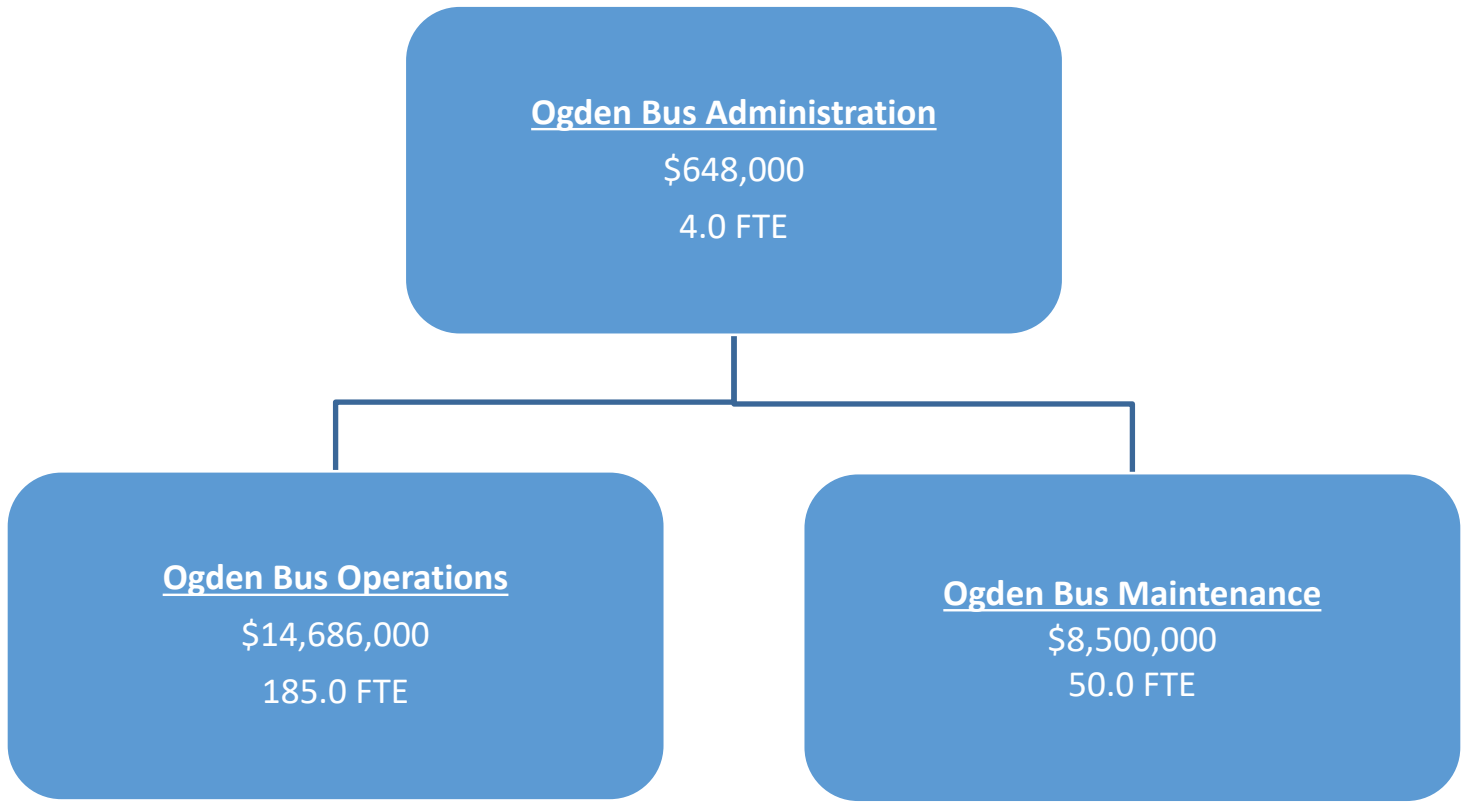 Ogden Bus Administration
$648,000
4.0 FTE
Ogden Bus Operations
$14,686,000
185.0 FTE
Ogden Bus Maintenance
$8,500,000
50.0 FTE